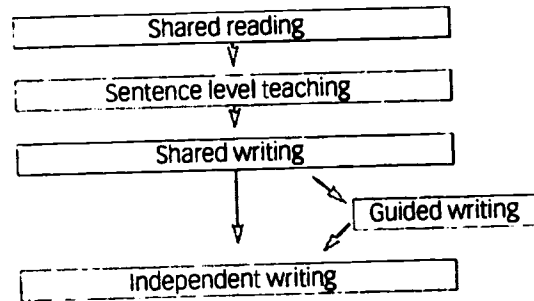 Shared reading
Sentence level teaching
Shared writing
Guided writing
Independent writing